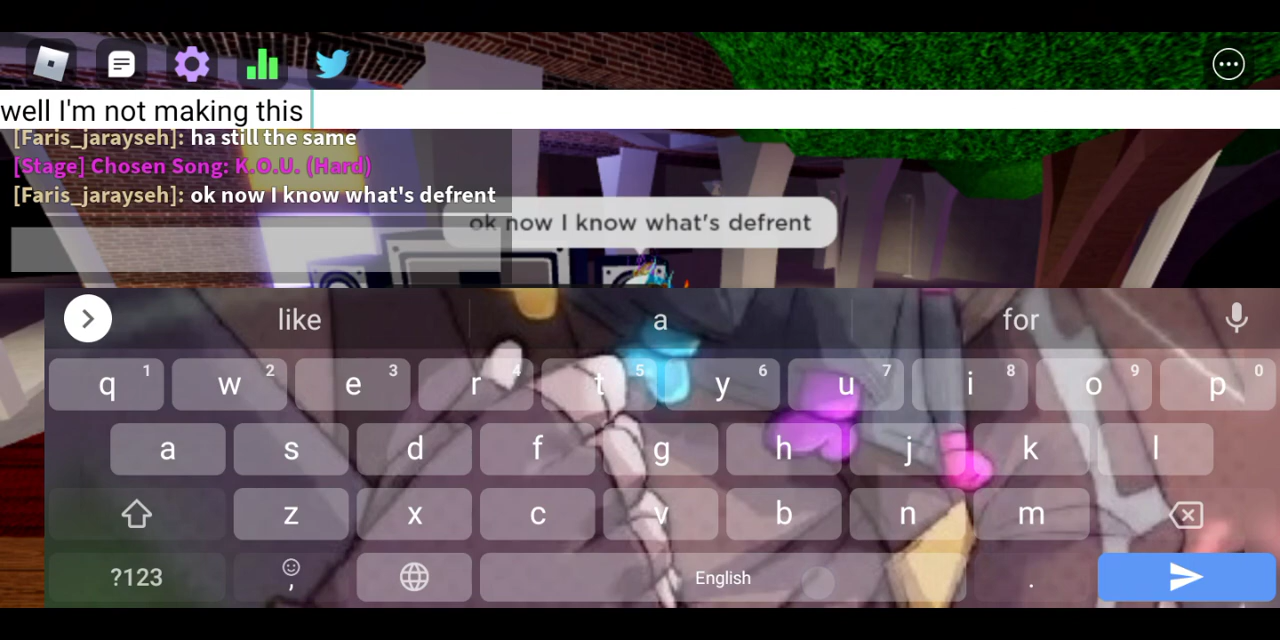 well I'm not making this
[Faris_jarayseh]: ha still the same
[Stage] Chosen Song: K.O.U. (Hard)
[Faris_jarayseh]: ok now I know what's defrent
ok now I know what's defrent
like a for
q 1 w 2 e 3 r 4 t 5 y 6 u 7 i 8 o 9 p 0
a s d f g h j k l
z x c v b n m
?123 , English .